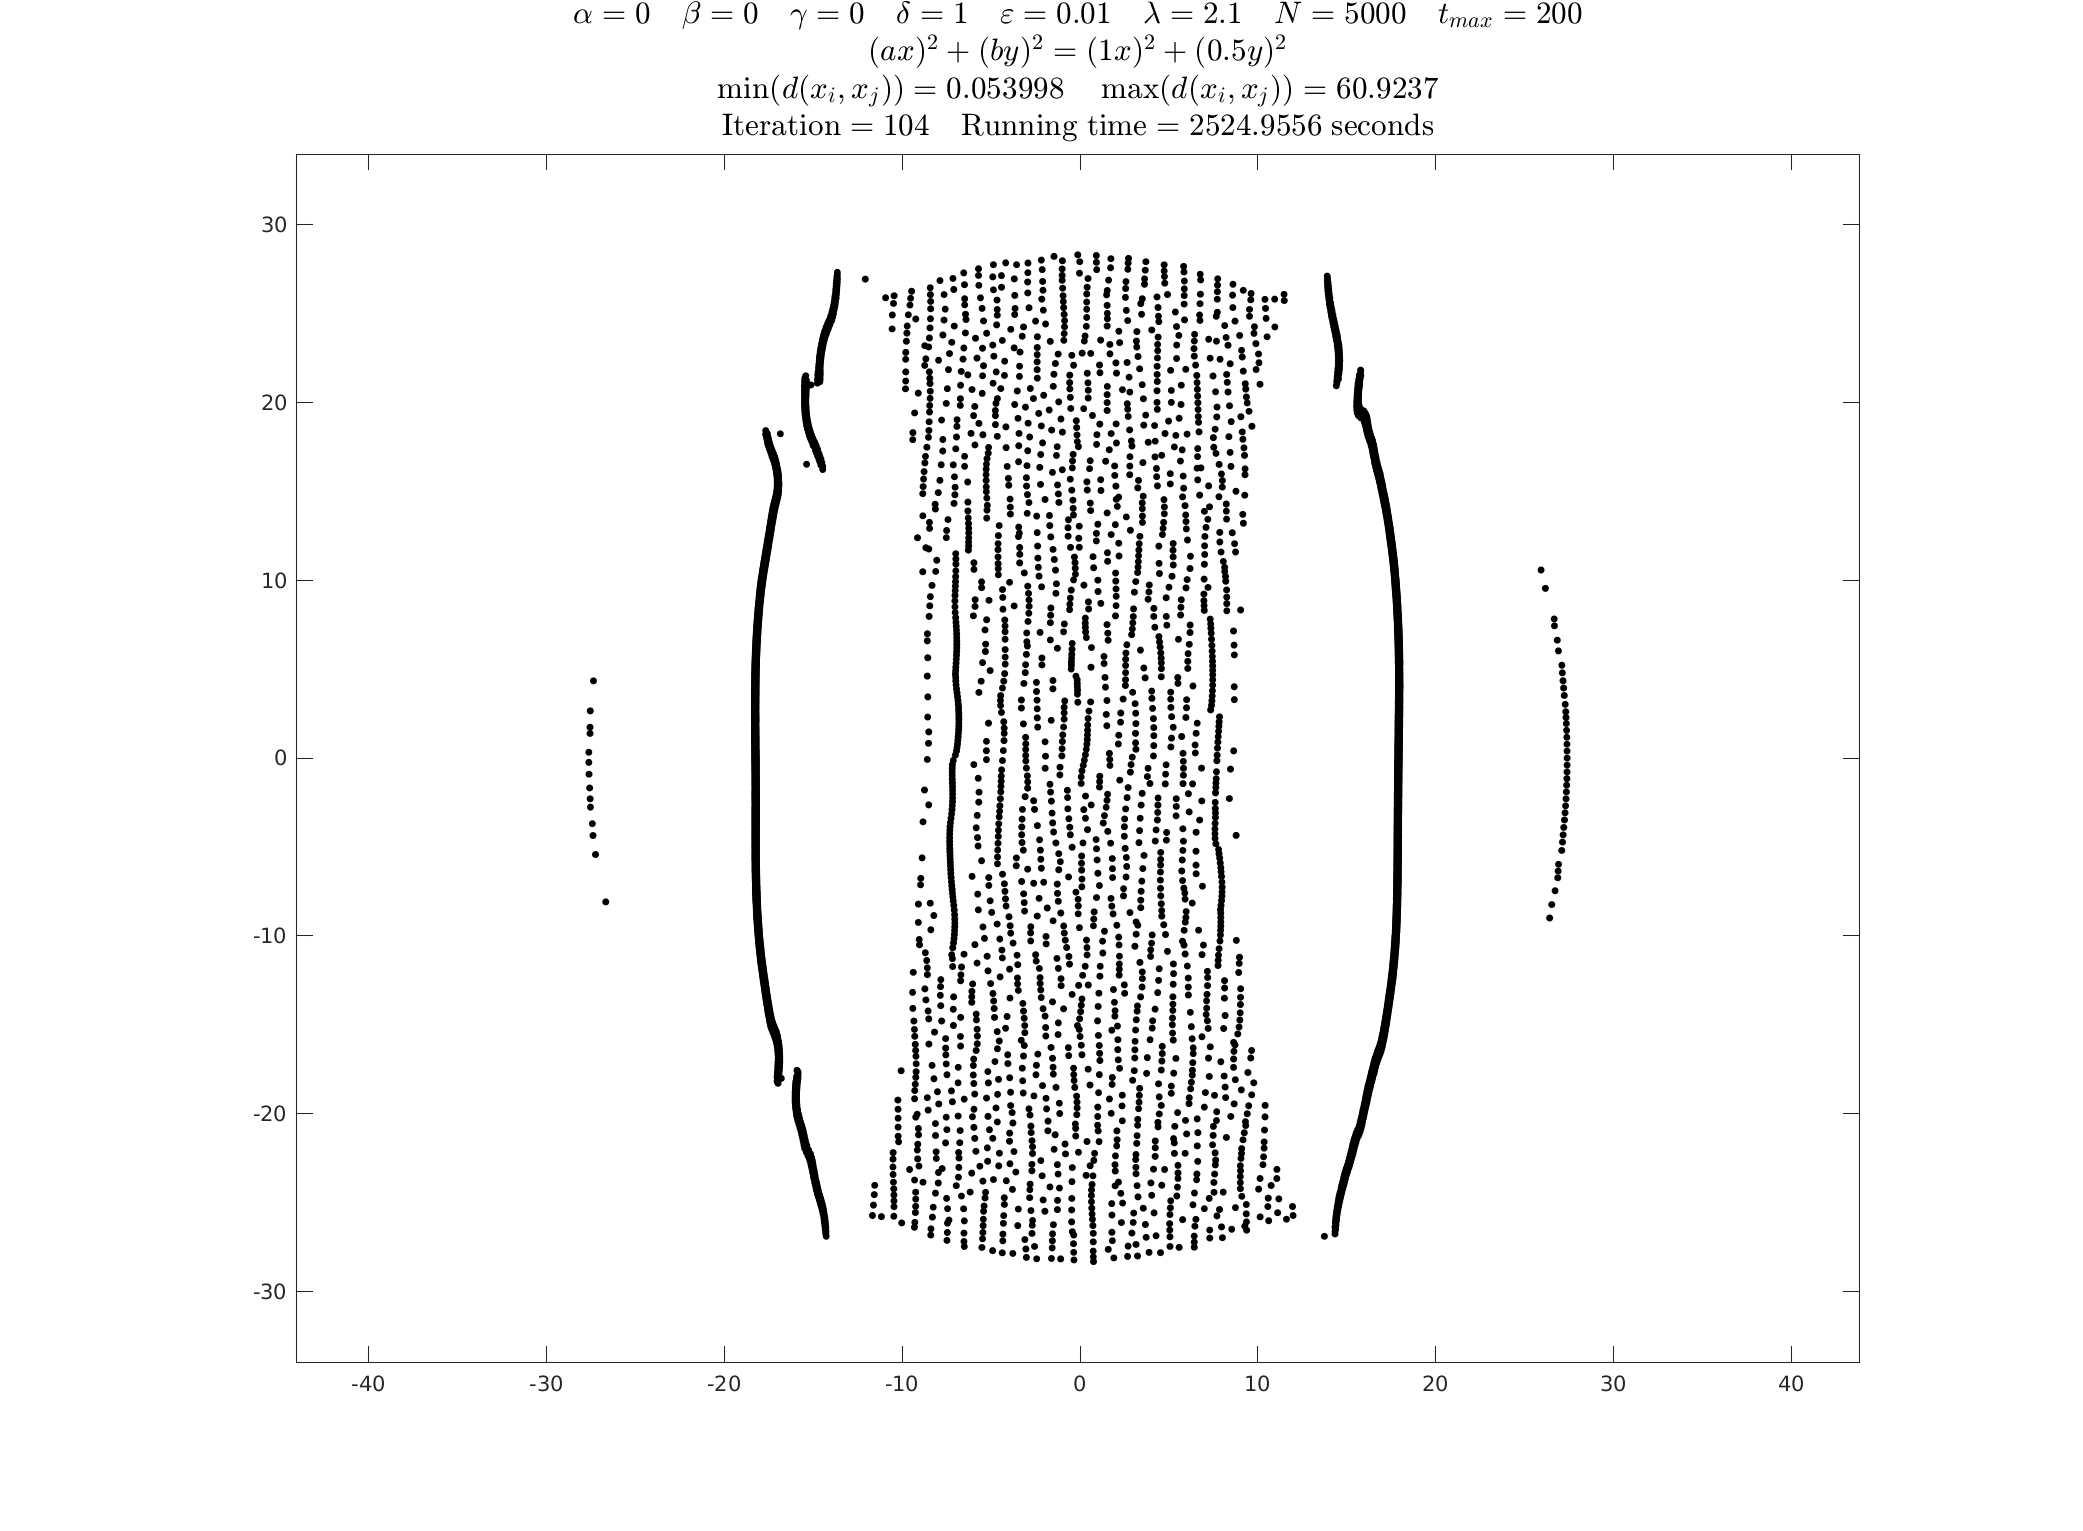 α = 0 β = 0 γ = 0 δ = 1 ε = 0.01 λ = 2.1 N = 5000 t_{max} = 200
(ax)² + (by)² = (1x)² + (0.5y)²
min(d(x_i, x_j)) = 0.053998 max(d(x_i, x_j)) = 60.9237
Iteration = 104 Running time = 2524.9556 seconds
30
20
10
0
-10
-20
-30
-40 -30 -20 -10 0 10 20 30 40